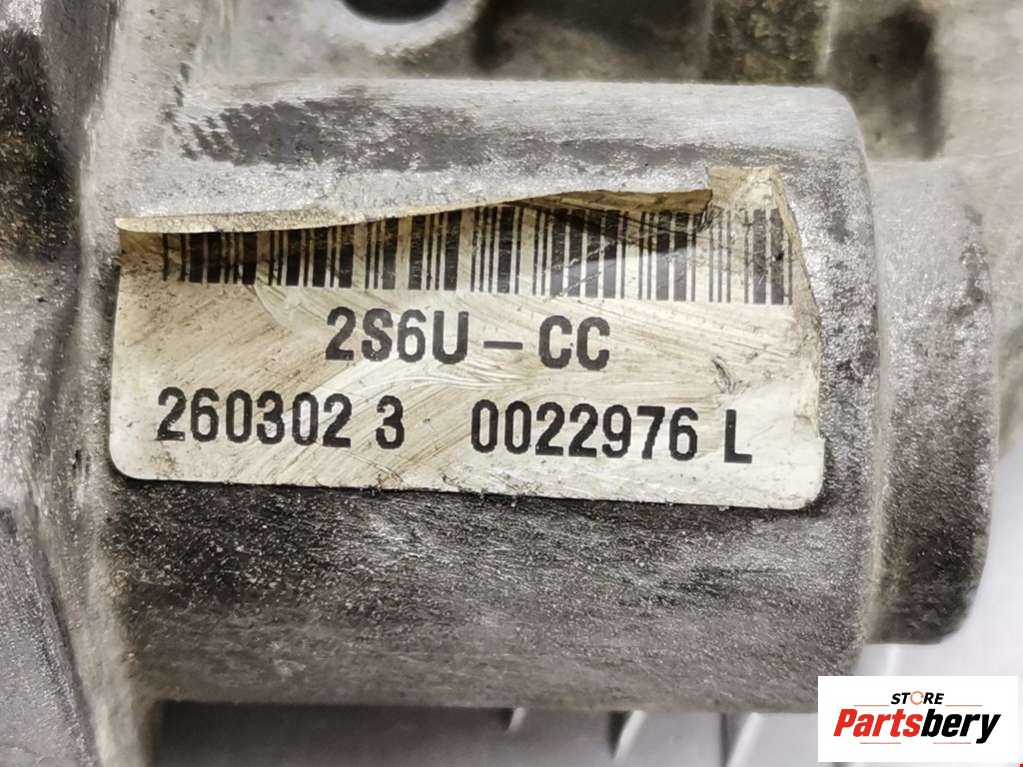 2S6U - CC
260302 3 0022976 L
STORE
Partsbery